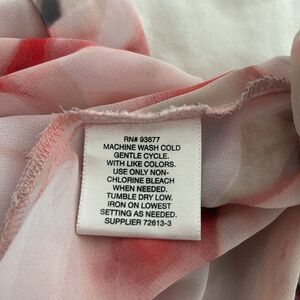 RN# 93677
MACHINE WASH COLD
GENTLE CYCLE.
WITH LIKE COLORS.
USE ONLY NON-
CHLORINE BLEACH
WHEN NEEDED.
TUMBLE DRY LOW.
IRON ON LOWEST
SETTING AS NEEDED.
SUPPLIER 72613-3